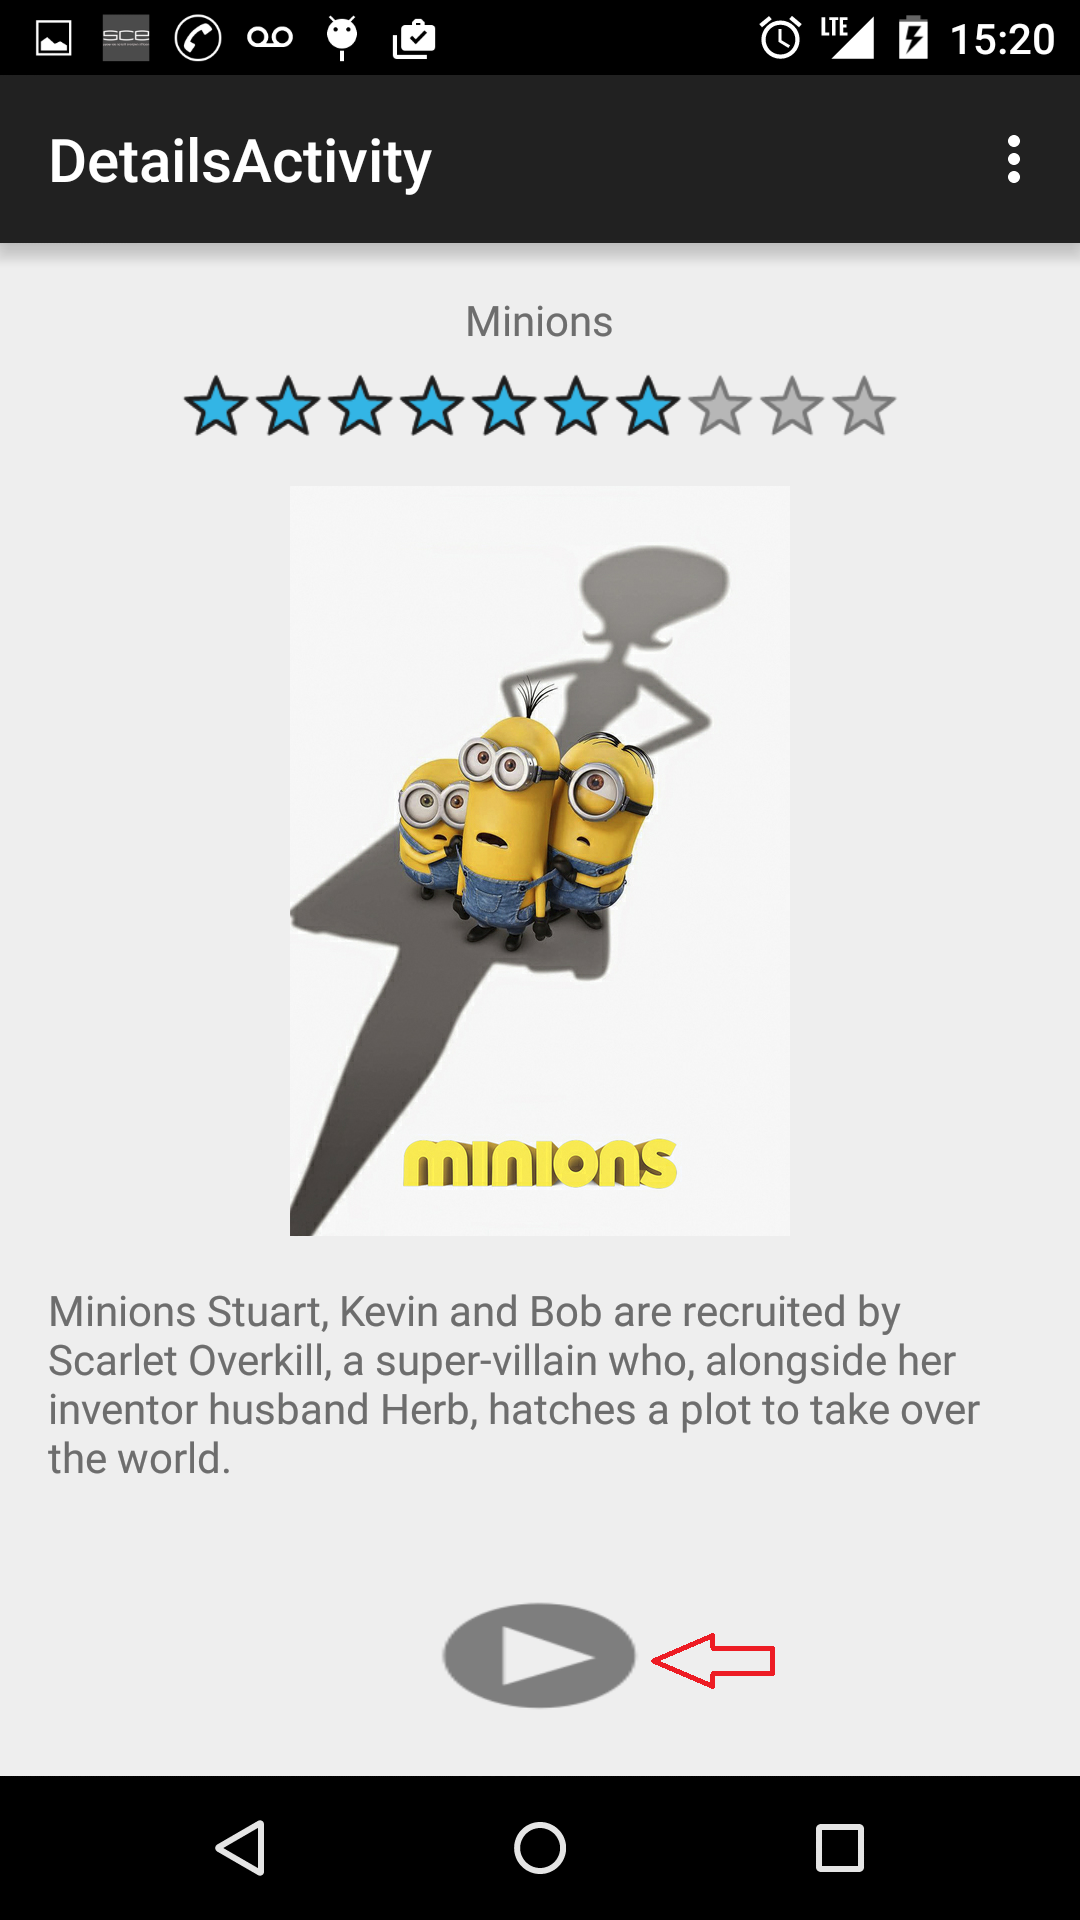 sce
LTE
15:20
DetailsActivity
Minions
minions
Minions Stuart, Kevin and Bob are recruited by
Scarlet Overkill, a super-villain who, alongside her
inventor husband Herb, hatches a plot to take over
the world.